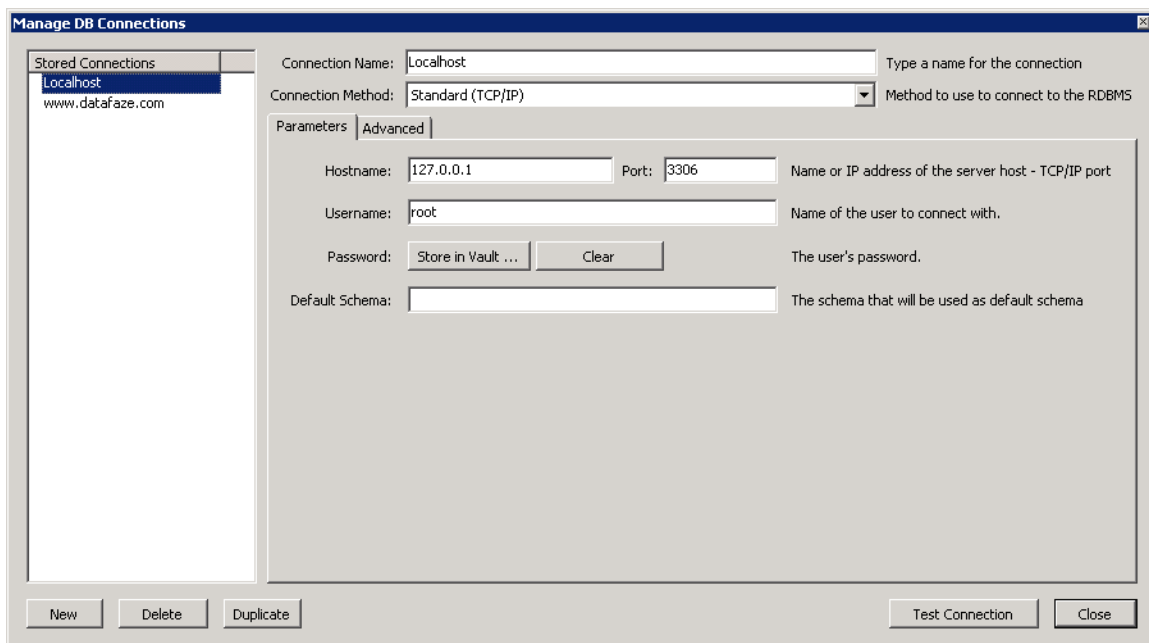 Manage DB Connections
Stored Connections
Localhost
www.datafaze.com
Connection Name: Localhost Type a name for the connection
Connection Method: Standard (TCP/IP) Method to use to connect to the RDBMS
Parameters Advanced
Hostname: 127.0.0.1 Port: 3306 Name or IP address of the server host - TCP/IP port
Username: root Name of the user to connect with.
Password: Store in Vault ... Clear The user's password.
Default Schema: The schema that will be used as default schema
New Delete Duplicate Test Connection Close